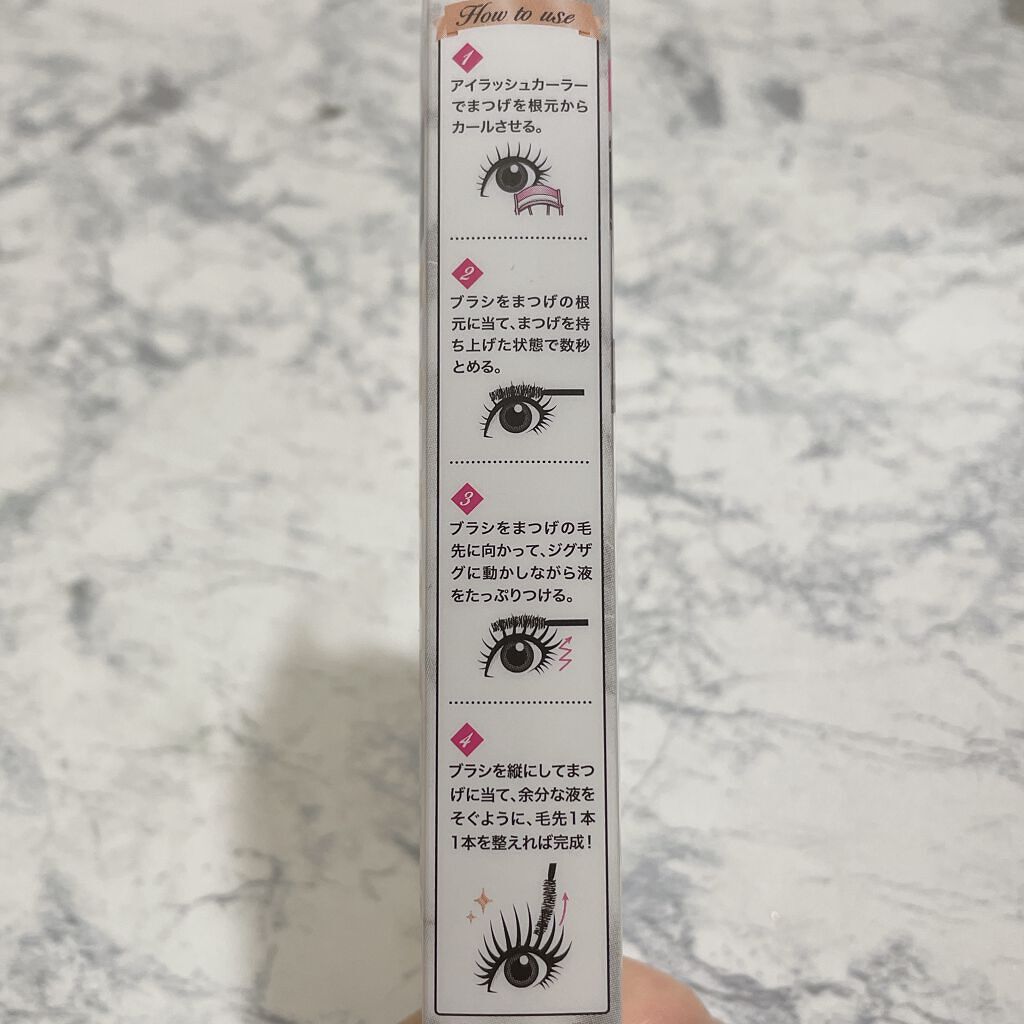 How to use
1
アイラッシュカーラー
でまつげを根元から
カールさせる。
2
ブラシをまつげの根
元に当て、まつげを持
ち上げた状態で数秒
とめる。
3
ブラシをまつげの毛
先に向かって、ジグザ
グに動かしながら液
をたっぷりつける。
4
ブラシを縦にしてまつ
げに当て、余分な液を
そぐように、毛先1本
1本を整えれば完成!